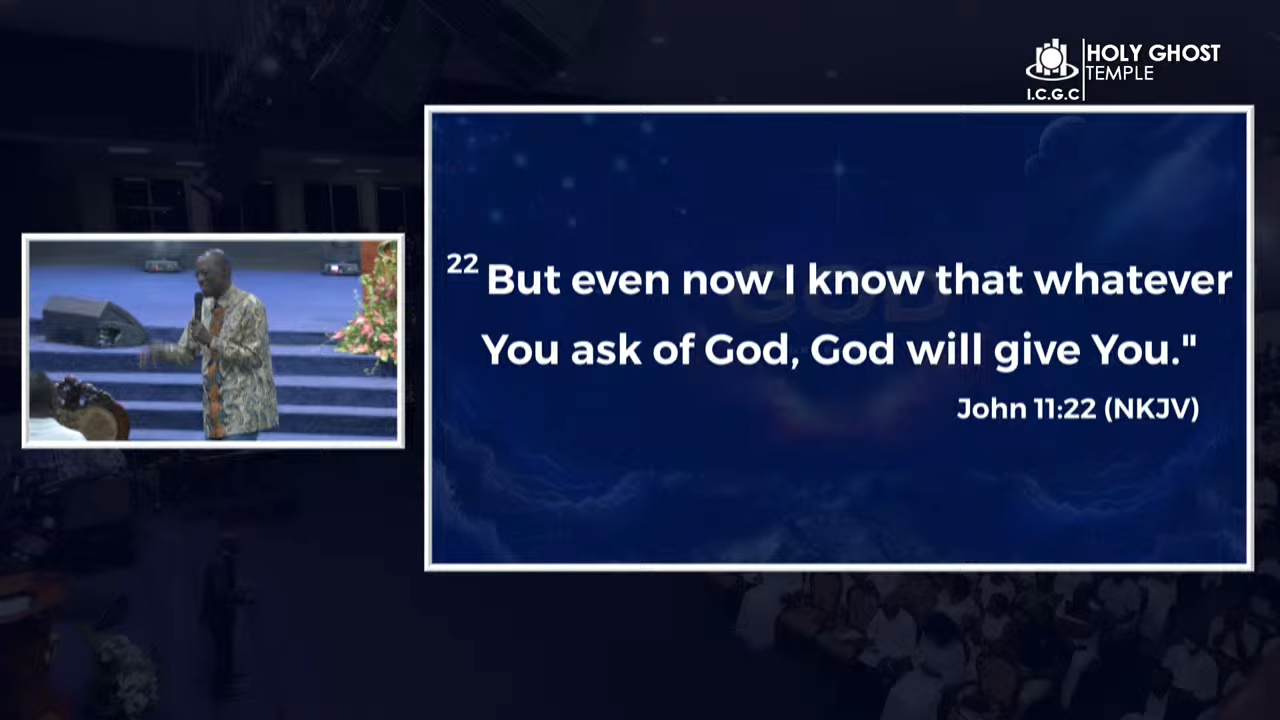 HOLY GHOST
TEMPLE
I.C.G.C
22 But even now I know that whatever
You ask of God, God will give You."
John 11:22 (NKJV)